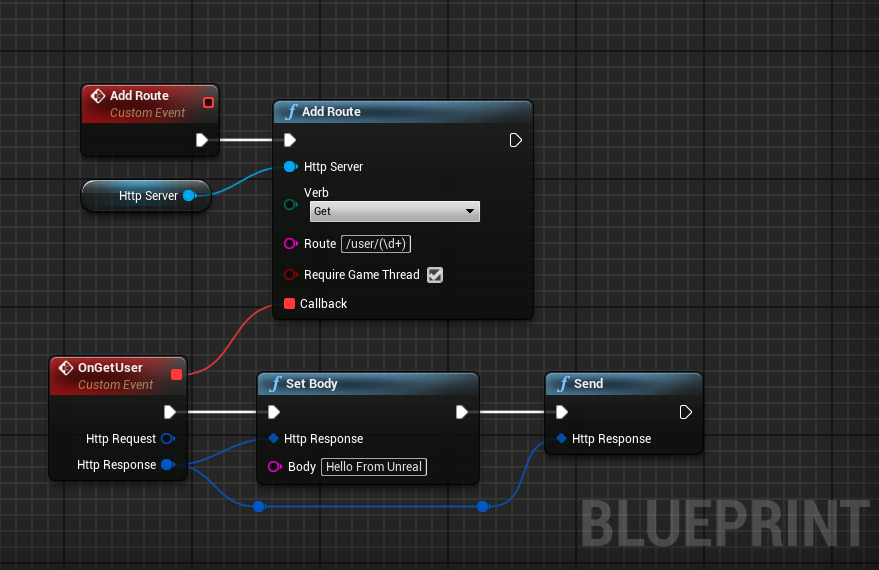 Add Route
Custom Event
f Add Route
Http Server
Http Server
Verb
Get
Route /user/(\d+)
Require Game Thread
Callback
OnGetUser
Custom Event
Http Request
Http Response
f Set Body
Http Response
Body Hello From Unreal
f Send
Http Response
BLUEPRINT